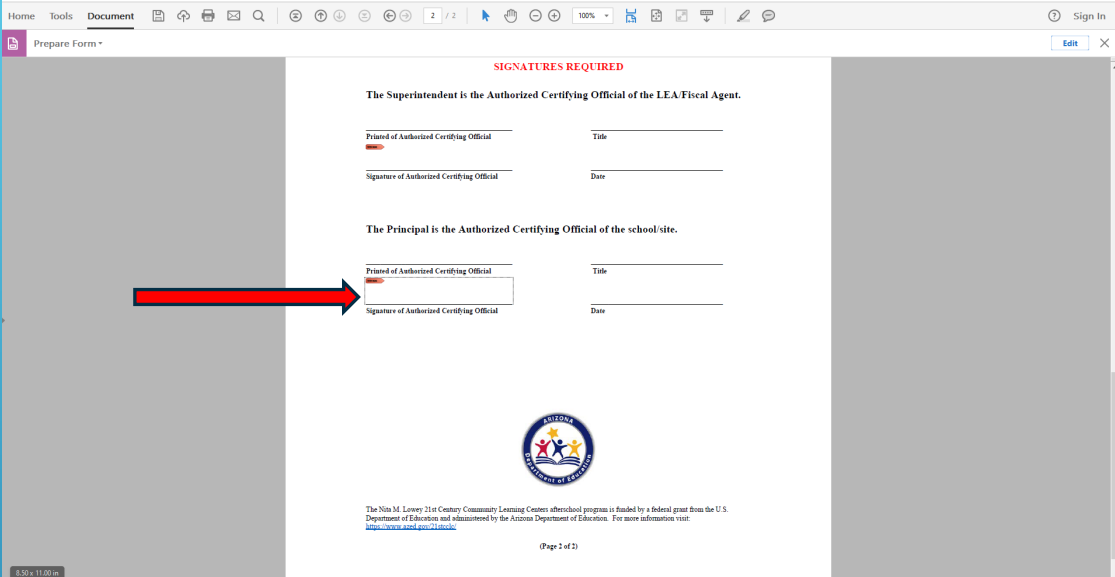 Home Tools Document 2 / 2 100% Sign In
Prepare Form Edit
SIGNATURES REQUIRED
The Superintendent is the Authorized Certifying Official of the LEA/Fiscal Agent.
Printed of Authorized Certifying Official Title
Signature of Authorized Certifying Official Date
The Principal is the Authorized Certifying Official of the school/site.
Printed of Authorized Certifying Official Title
Signature of Authorized Certifying Official Date
ARIZONA
Department of Education
The Nita M. Lowey 21st Century Community Learning Centers afterschool program is funded by a federal grant from the U.S.
Department of Education and administered by the Arizona Department of Education. For more information visit:
https://www.azed.gov/21stcclc/
(Page 2 of 2)
8.50 x 11.00 in